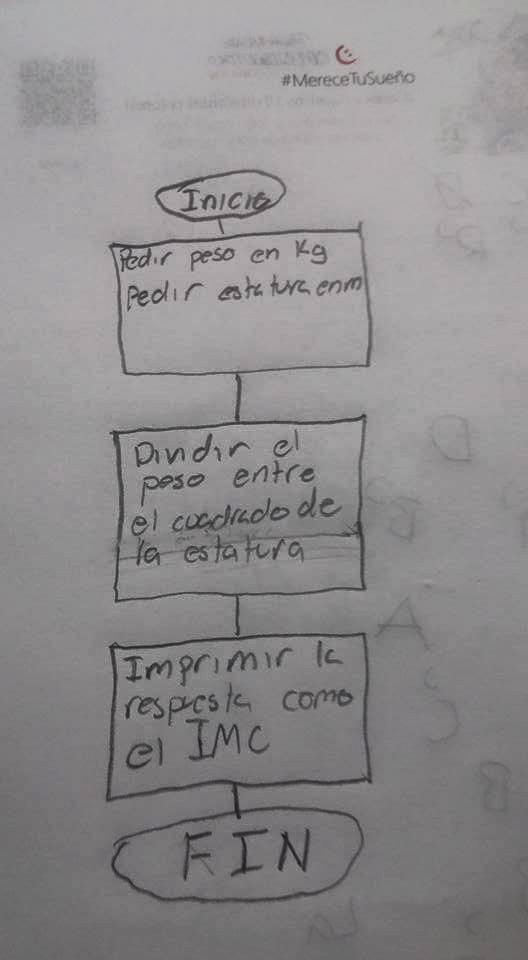 #MereceTuSueño
Inicio
Pedir peso en Kg
Pedir estatura en m
Dividir el
peso entre
el cuadrado de
la estatura
Imprimir la
respuesta como
el IMC
FIN
D
B
A
C
B